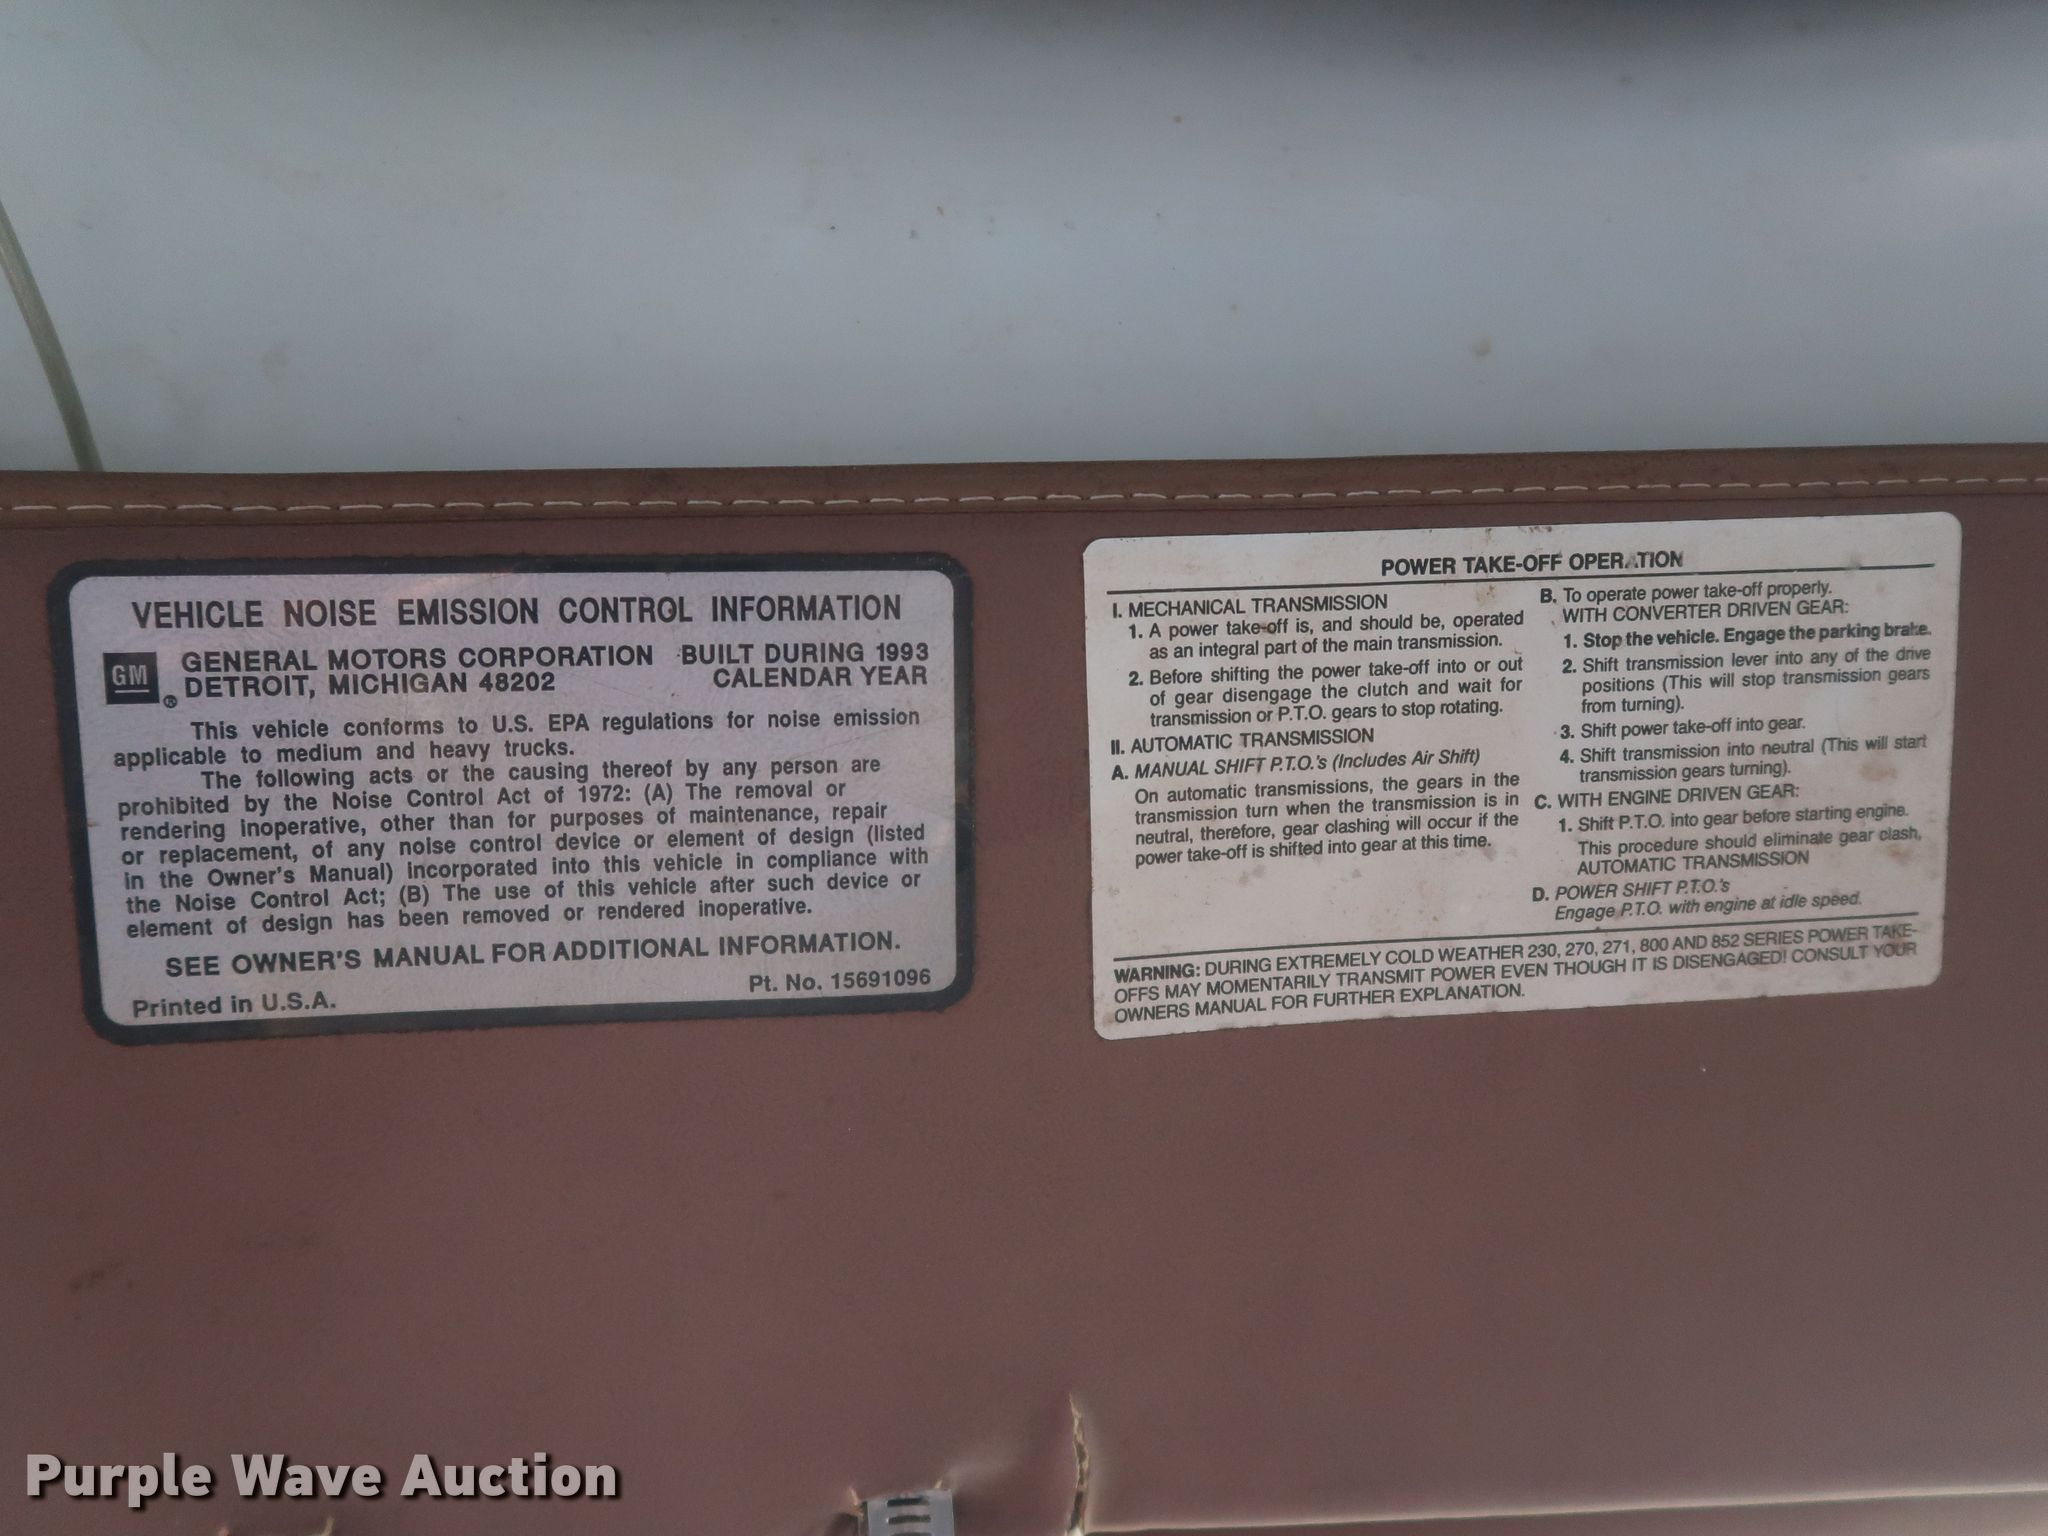 VEHICLE NOISE EMISSION CONTROL INFORMATION
GM ®
GENERAL MOTORS CORPORATION
DETROIT, MICHIGAN 48202
BUILT DURING 1993
CALENDAR YEAR
This vehicle conforms to U.S. EPA regulations for noise emission
applicable to medium and heavy trucks.
The following acts or the causing thereof by any person are
prohibited by the Noise Control Act of 1972: (A) The removal or
rendering inoperative, other than for purposes of maintenance, repair
or replacement, of any noise control device or element of design (listed
in the Owner's Manual) incorporated into this vehicle in compliance with
the Noise Control Act; (B) The use of this vehicle after such device or
element of design has been removed or rendered inoperative.
SEE OWNER'S MANUAL FOR ADDITIONAL INFORMATION.
Pt. No. 15691096
Printed in U.S.A.
POWER TAKE-OFF OPERATION
I. MECHANICAL TRANSMISSION
1. A power take-off is, and should be, operated
as an integral part of the main transmission.
2. Before shifting the power take-off into or out
of gear disengage the clutch and wait for
transmission or P.T.O. gears to stop rotating.
II. AUTOMATIC TRANSMISSION
A. MANUAL SHIFT P.T.O.'s (Includes Air Shift)
On automatic transmissions, the gears in the
transmission turn when the transmission is in
neutral, therefore, gear clashing will occur if the
power take-off is shifted into gear at this time.
B. To operate power take-off properly.
WITH CONVERTER DRIVEN GEAR:
1. Stop the vehicle. Engage the parking brake.
2. Shift transmission lever into any of the drive
positions (This will stop transmission gears
from turning).
3. Shift power take-off into gear.
4. Shift transmission into neutral (This will start
transmission gears turning).
C. WITH ENGINE DRIVEN GEAR:
1. Shift P.T.O. into gear before starting engine.
This procedure should eliminate gear clash,
AUTOMATIC TRANSMISSION
D. POWER SHIFT P.T.O.'s
Engage P.T.O. with engine at idle speed.
WARNING: DURING EXTREMELY COLD WEATHER 230, 270, 271, 800 AND 852 SERIES POWER TAKE-
OFFS MAY MOMENTARILY TRANSMIT POWER EVEN THOUGH IT IS DISENGAGED! CONSULT YOUR
OWNERS MANUAL FOR FURTHER EXPLANATION.
Purple Wave Auction